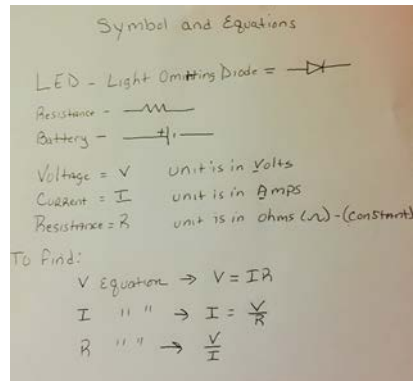 Symbol and Equations
LED - Light Omitting Diode =
Resistance -
Battery -
Voltage = V unit is in Volts
Current = I unit is in Amps
Resistance = R unit is in ohms (Ω) - (constant)
To find:
V Equation → V = IR
I " " → I = V/R
R " " → V/I